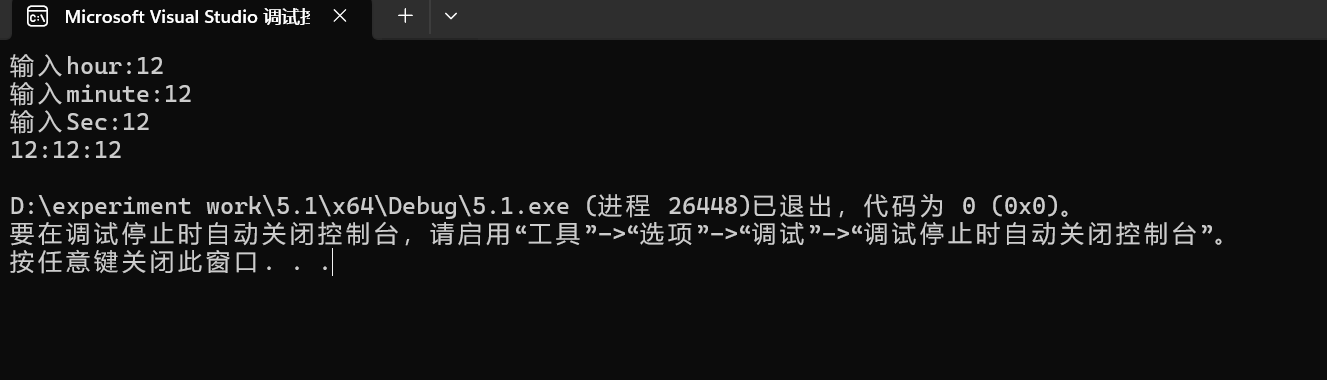 Microsoft Visual Studio 调试
输入hour:12
输入minute:12
输入Sec:12
12:12:12
D:\experiment work\5.1\x64\Debug\5.1.exe (进程 26448)已退出，代码为 0 (0x0)。
要在调试停止时自动关闭控制台，请启用“工具”->“选项”->“调试”->“调试停止时自动关闭控制台”。
按任意键关闭此窗口. . .